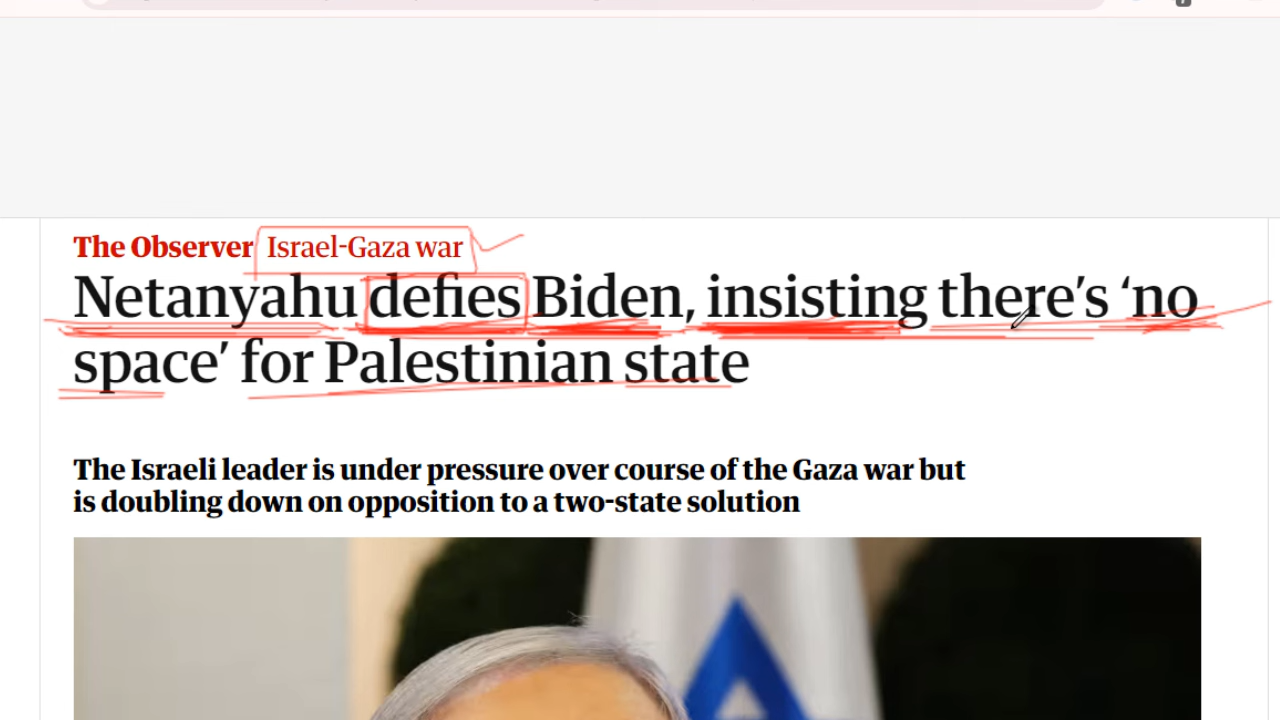 The Observer Israel-Gaza war
Netanyahu defies Biden, insisting there's ‘no
space’ for Palestinian state
The Israeli leader is under pressure over course of the Gaza war but
is doubling down on opposition to a two-state solution